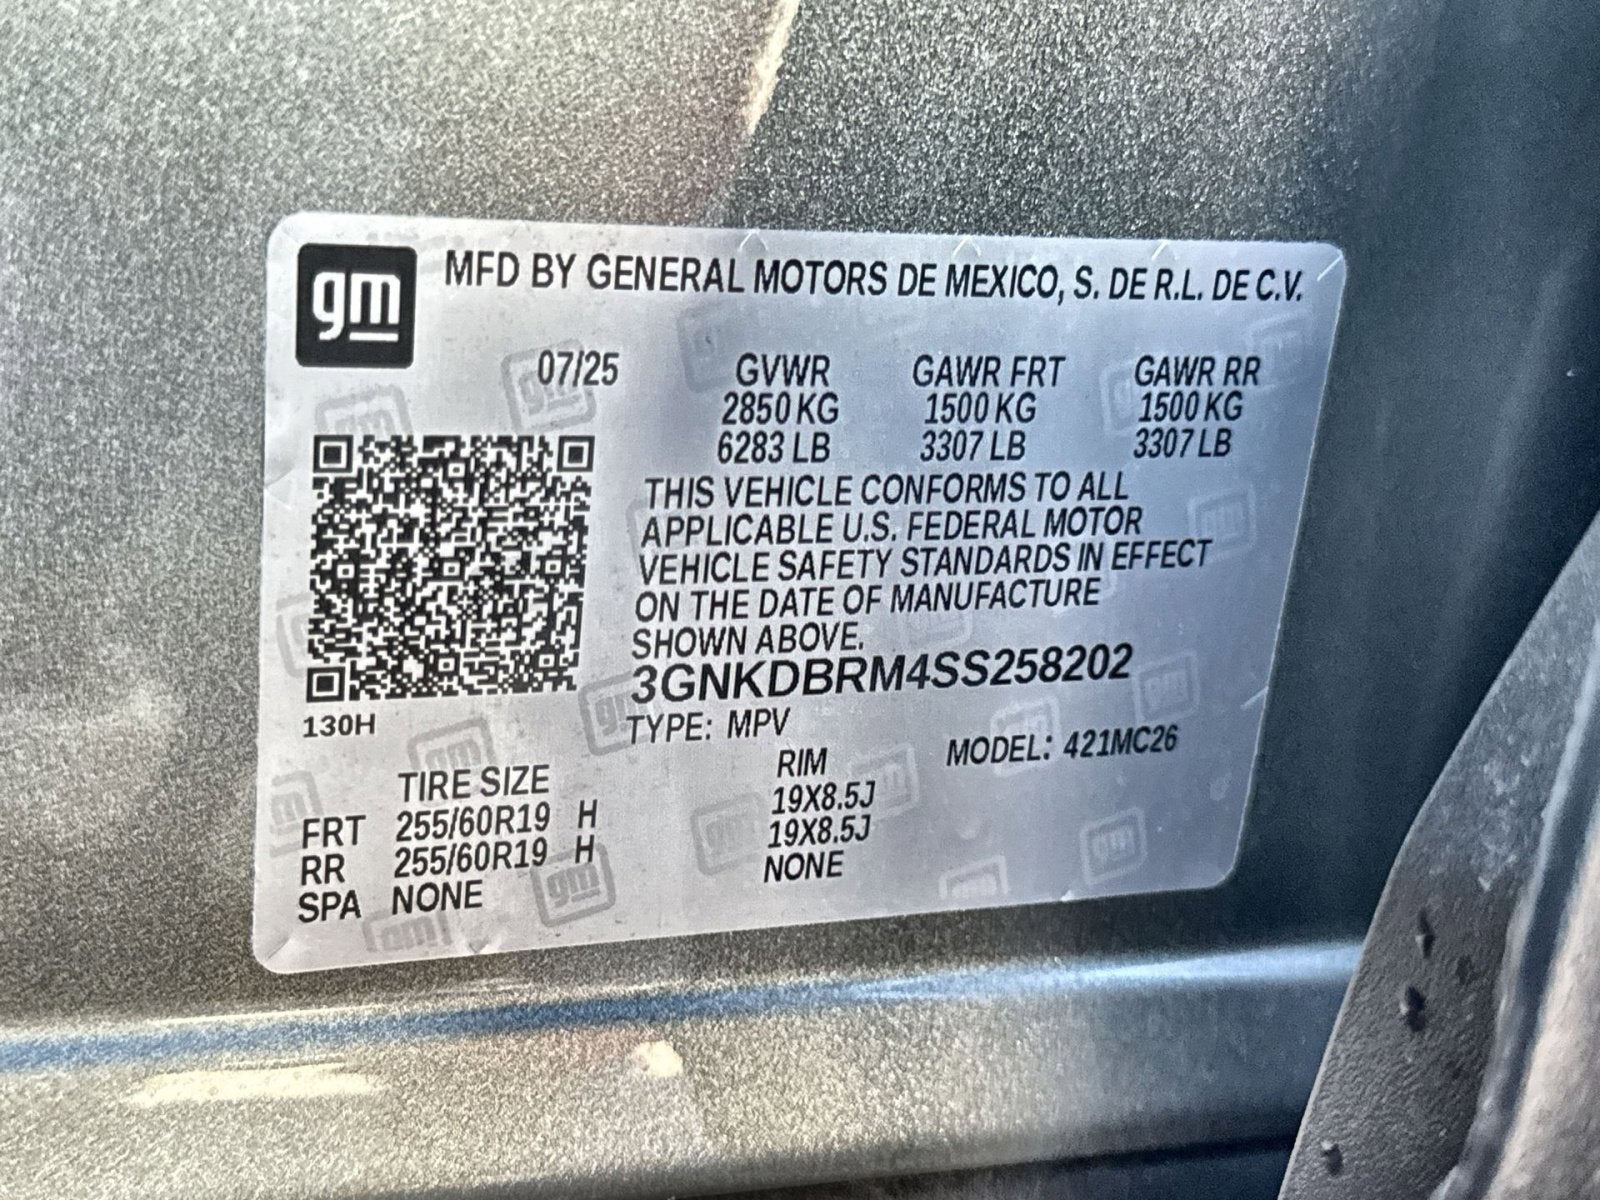 gm MFD BY GENERAL MOTORS DE MEXICO, S. DE R.L. DE C.V.
07/25 GVWR GAWR FRT GAWR RR
2850 KG 1500 KG 1500 KG
6283 LB 3307 LB 3307 LB
THIS VEHICLE CONFORMS TO ALL
APPLICABLE U.S. FEDERAL MOTOR
VEHICLE SAFETY STANDARDS IN EFFECT
ON THE DATE OF MANUFACTURE
SHOWN ABOVE.
3GNKDBRM4SS258202
130H
TYPE: MPV MODEL: 421MC26
TIRE SIZE RIM
FRT 255/60R19 H 19X8.5J
RR 255/60R19 H 19X8.5J
SPA NONE NONE